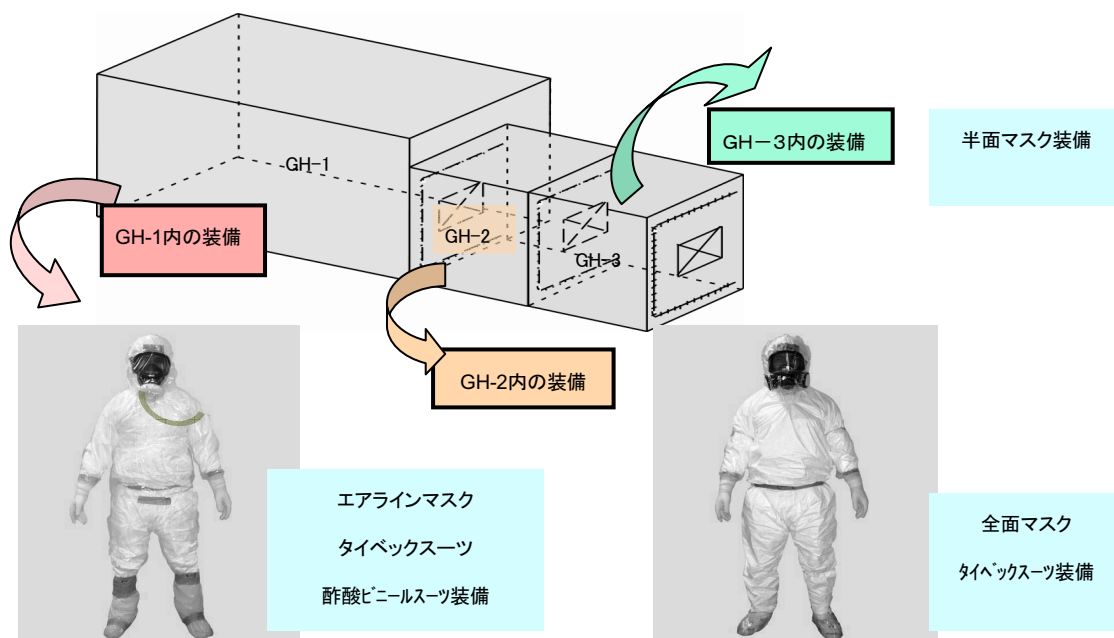 GH-1
GH-2
GH-3
GH-1内の装備
GH-2内の装備
GH－3内の装備
半面マスク装備
エアラインマスク
タイベックスーツ
酢酸ﾋﾞﾆｰﾙスーツ装備
全面マスク
ﾀｲﾍﾞｯｸスーツ装備